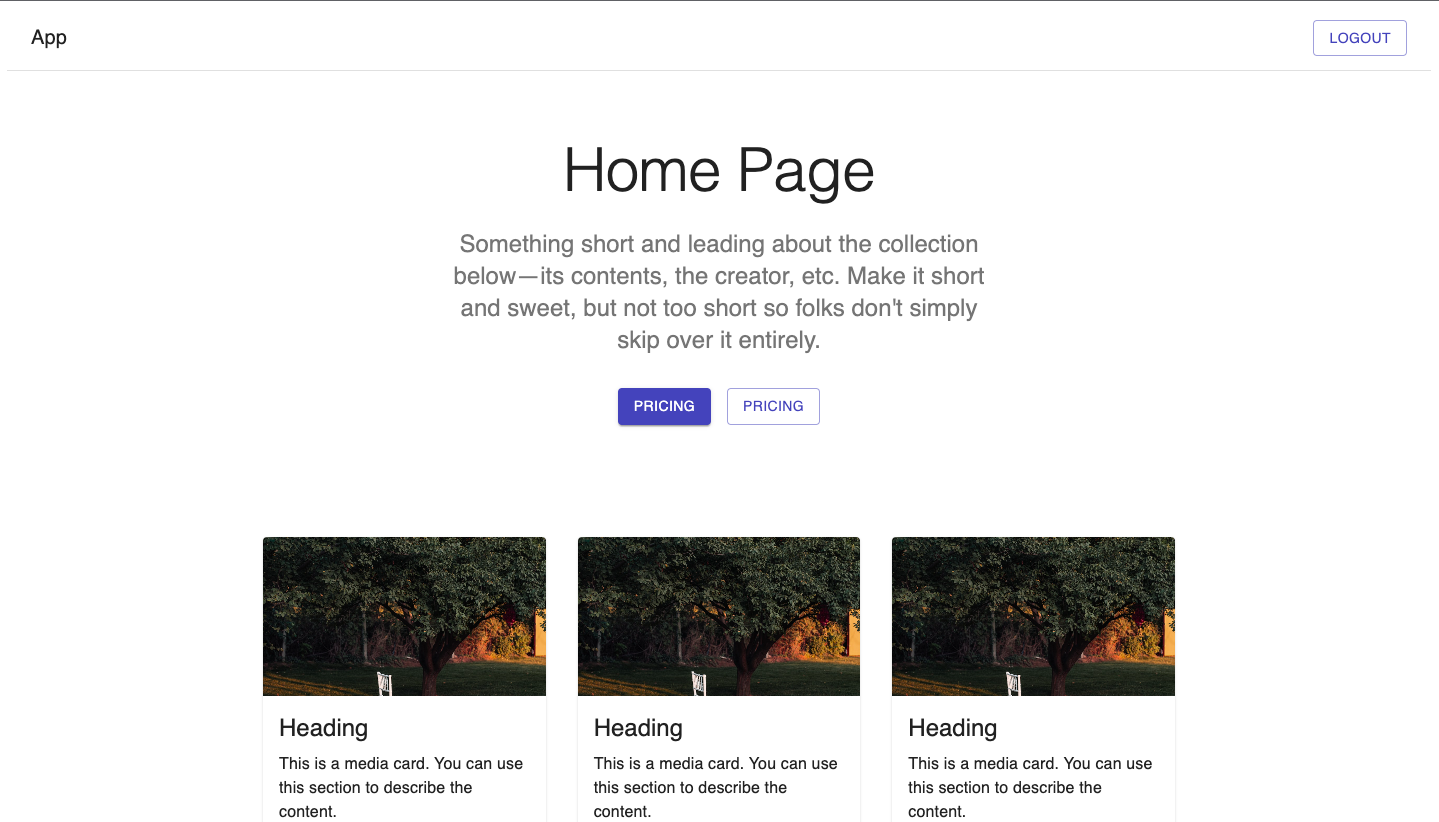 App
LOGOUT
Home Page
Something short and leading about the collection
below—its contents, the creator, etc. Make it short
and sweet, but not too short so folks don't simply
skip over it entirely.
PRICING
PRICING
Heading
This is a media card. You can use
this section to describe the
content.
Heading
This is a media card. You can use
this section to describe the
content.
Heading
This is a media card. You can use
this section to describe the
content.